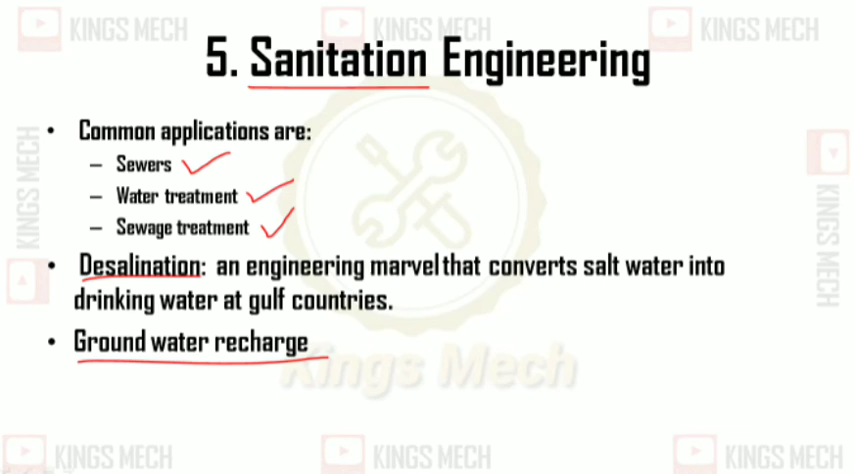 KINGS MECH KINGS MECH KINGS MECH
5. Sanitation Engineering
• Common applications are:
– Sewers
– Water treatment
– Sewage treatment
• Desalination: an engineering marvel that converts salt water into
drinking water at gulf countries.
• Ground water recharge
KINGS MECH
KINGS MECH
Kings Mech
KINGS MECH KINGS MECH KINGS MECH